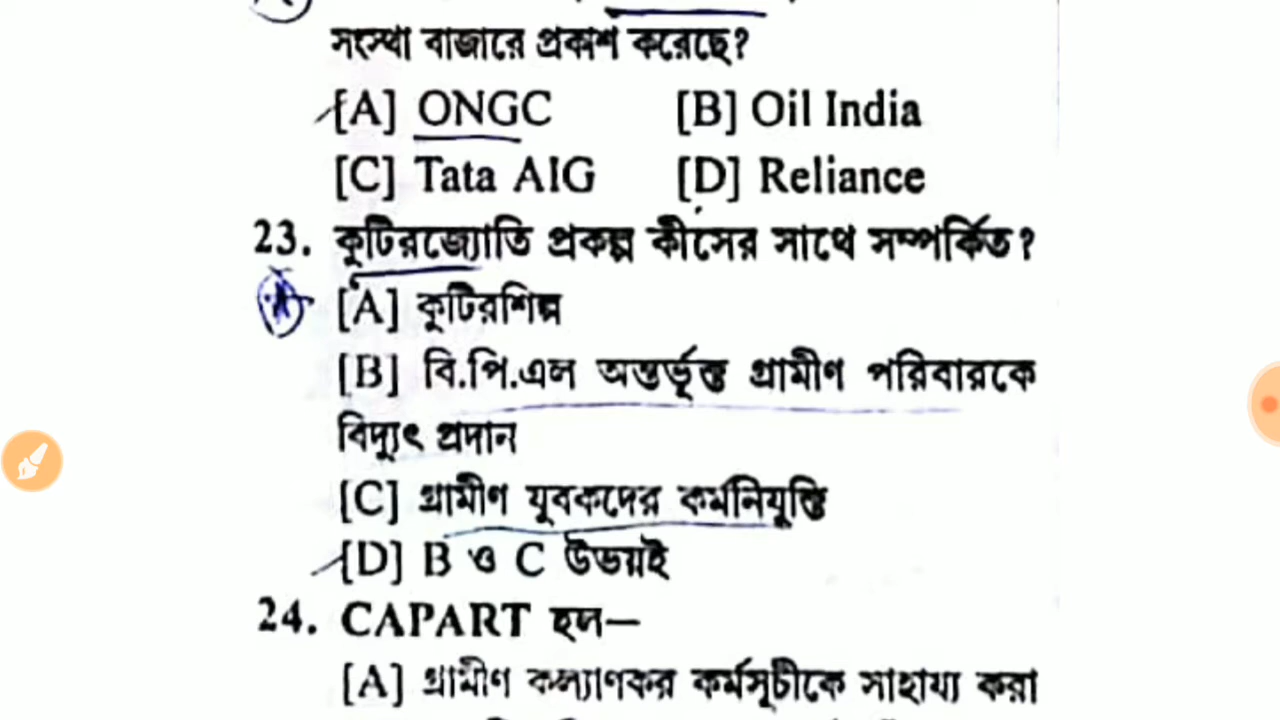 সংস্থা বাজারে প্রকাশ করেছে?
[A] ONGC [B] Oil India
[C] Tata AIG [D] Reliance
23. কুটিরজ্যোতি প্রকল্প কীসের সাথে সম্পর্কিত?
[A] কুটিরশিল্প
[B] বি.পি.এল অন্তর্ভূক্ত গ্রামীণ পরিবারকে
বিদ্যুৎ প্রদান
[C] গ্রামীণ যুবকদের কর্মনিযুক্তি
[D] B ও C উভয়ই
24. CAPART হল—
[A] গ্রামীণ কল্যাণকর কর্মসূচীকে সাহায্য করা